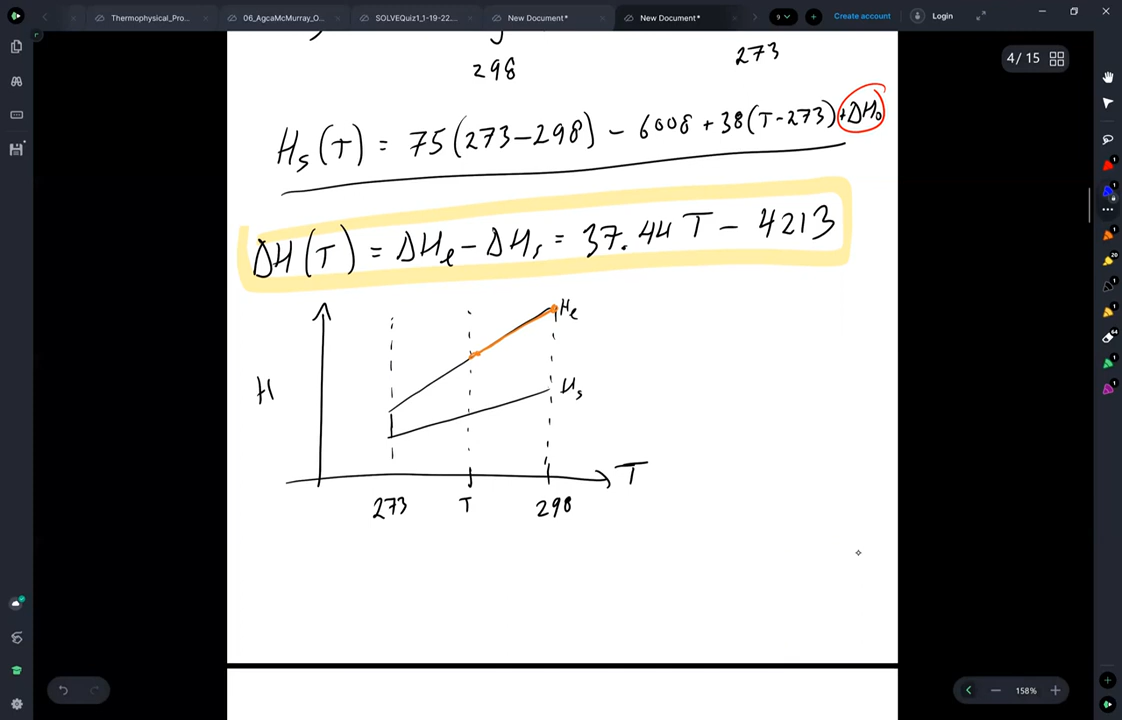 Thermophysical_Pro...
06_AgcaMcMurray_O...
SOLVEQuiz1_1-19-22....
New Document*
New Document*
9
Create account
Login
4 / 15
298
273
Hs(T) = 75(273-298) - 6008 + 38(T-273) + ΔH₀
ΔH(T) = ΔHℓ - ΔHs = 37.44 T - 4213
Hℓ
H
Hs
T
273
T
298
158%